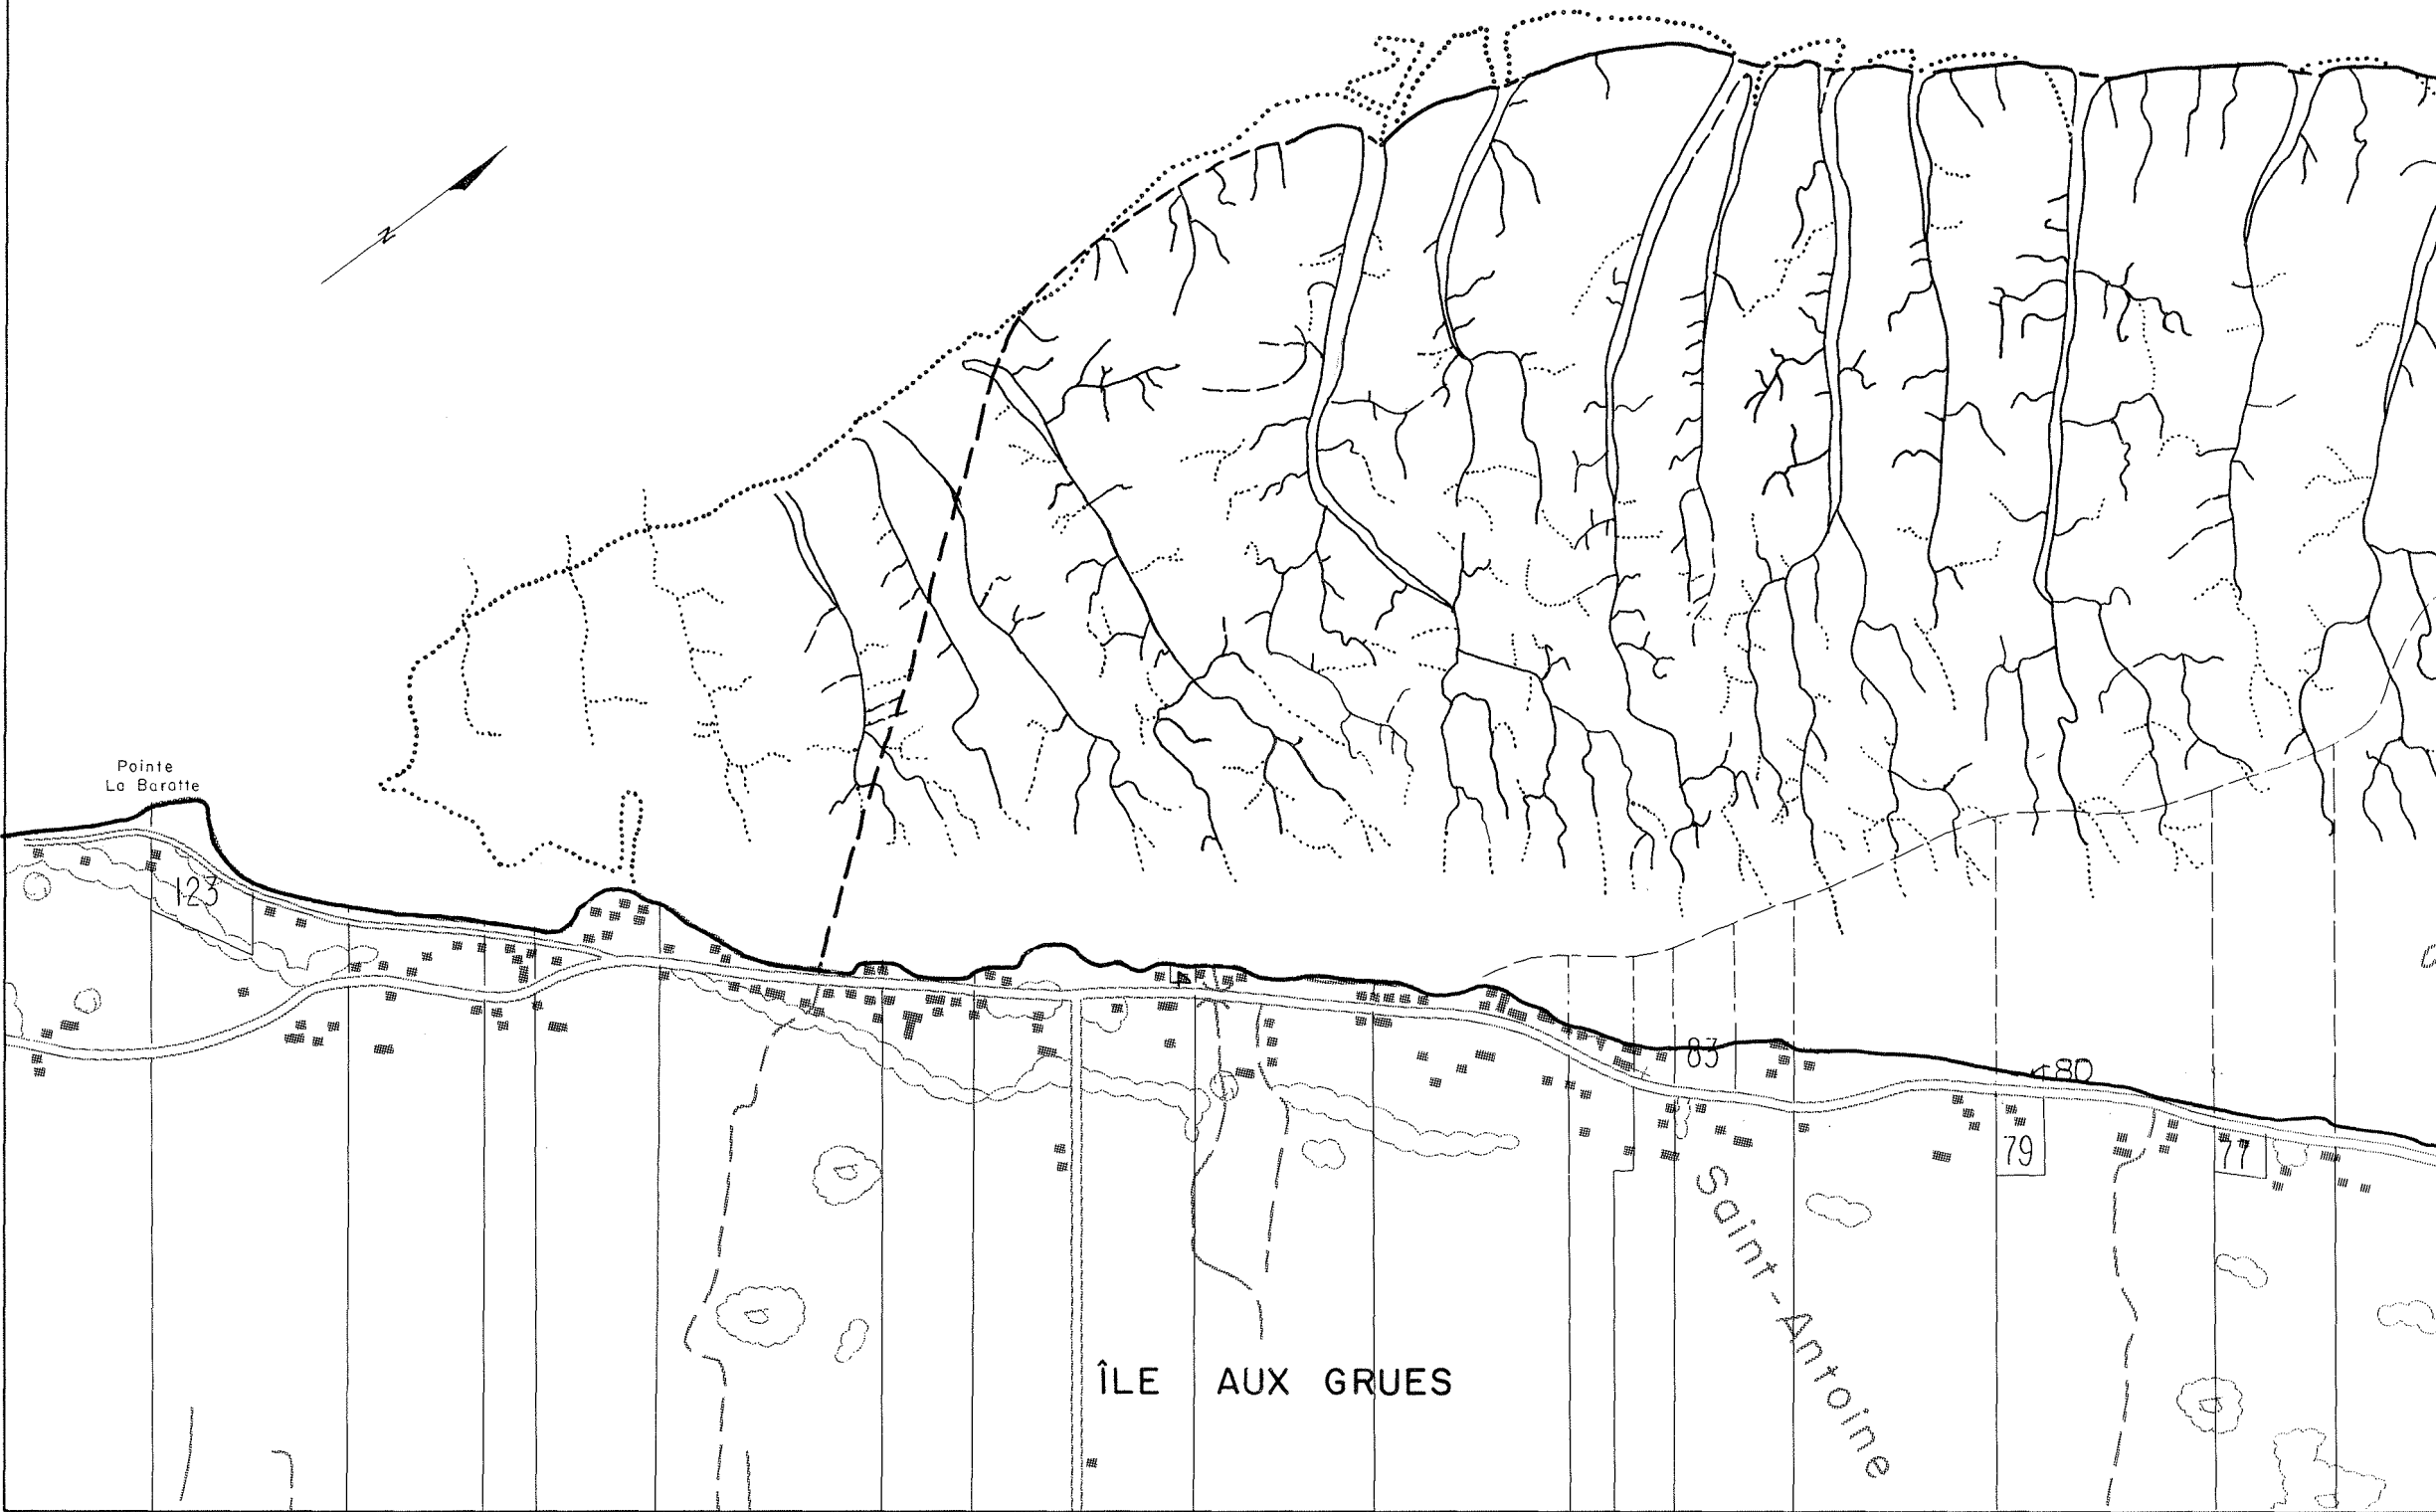 N
Pointe
La Baratte
123
83
80
79
77
Saint-Antoine
ÎLE AUX GRUES